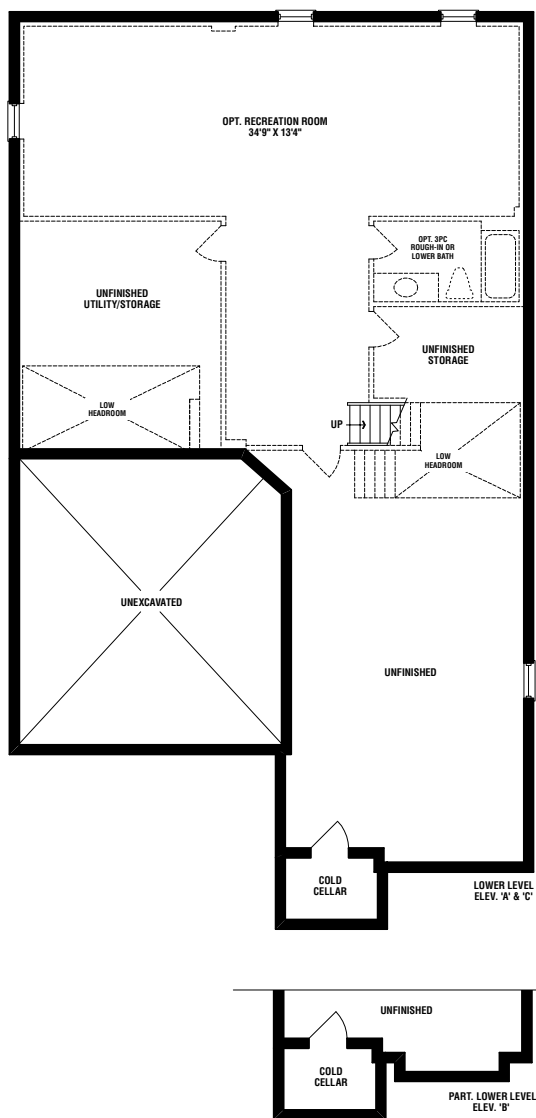 OPT. RECREATION ROOM
34'9" X 13'4"
OPT. 3PC
ROUGH-IN OR
LOWER BATH
UNFINISHED
UTILITY/STORAGE
UNFINISHED
STORAGE
LOW
HEADROOM
UP
LOW
HEADROOM
UNEXCAVATED
UNFINISHED
COLD
CELLAR
LOWER LEVEL
ELEV. 'A' & 'C'
UNFINISHED
COLD
CELLAR
PART. LOWER LEVEL
ELEV. 'B'